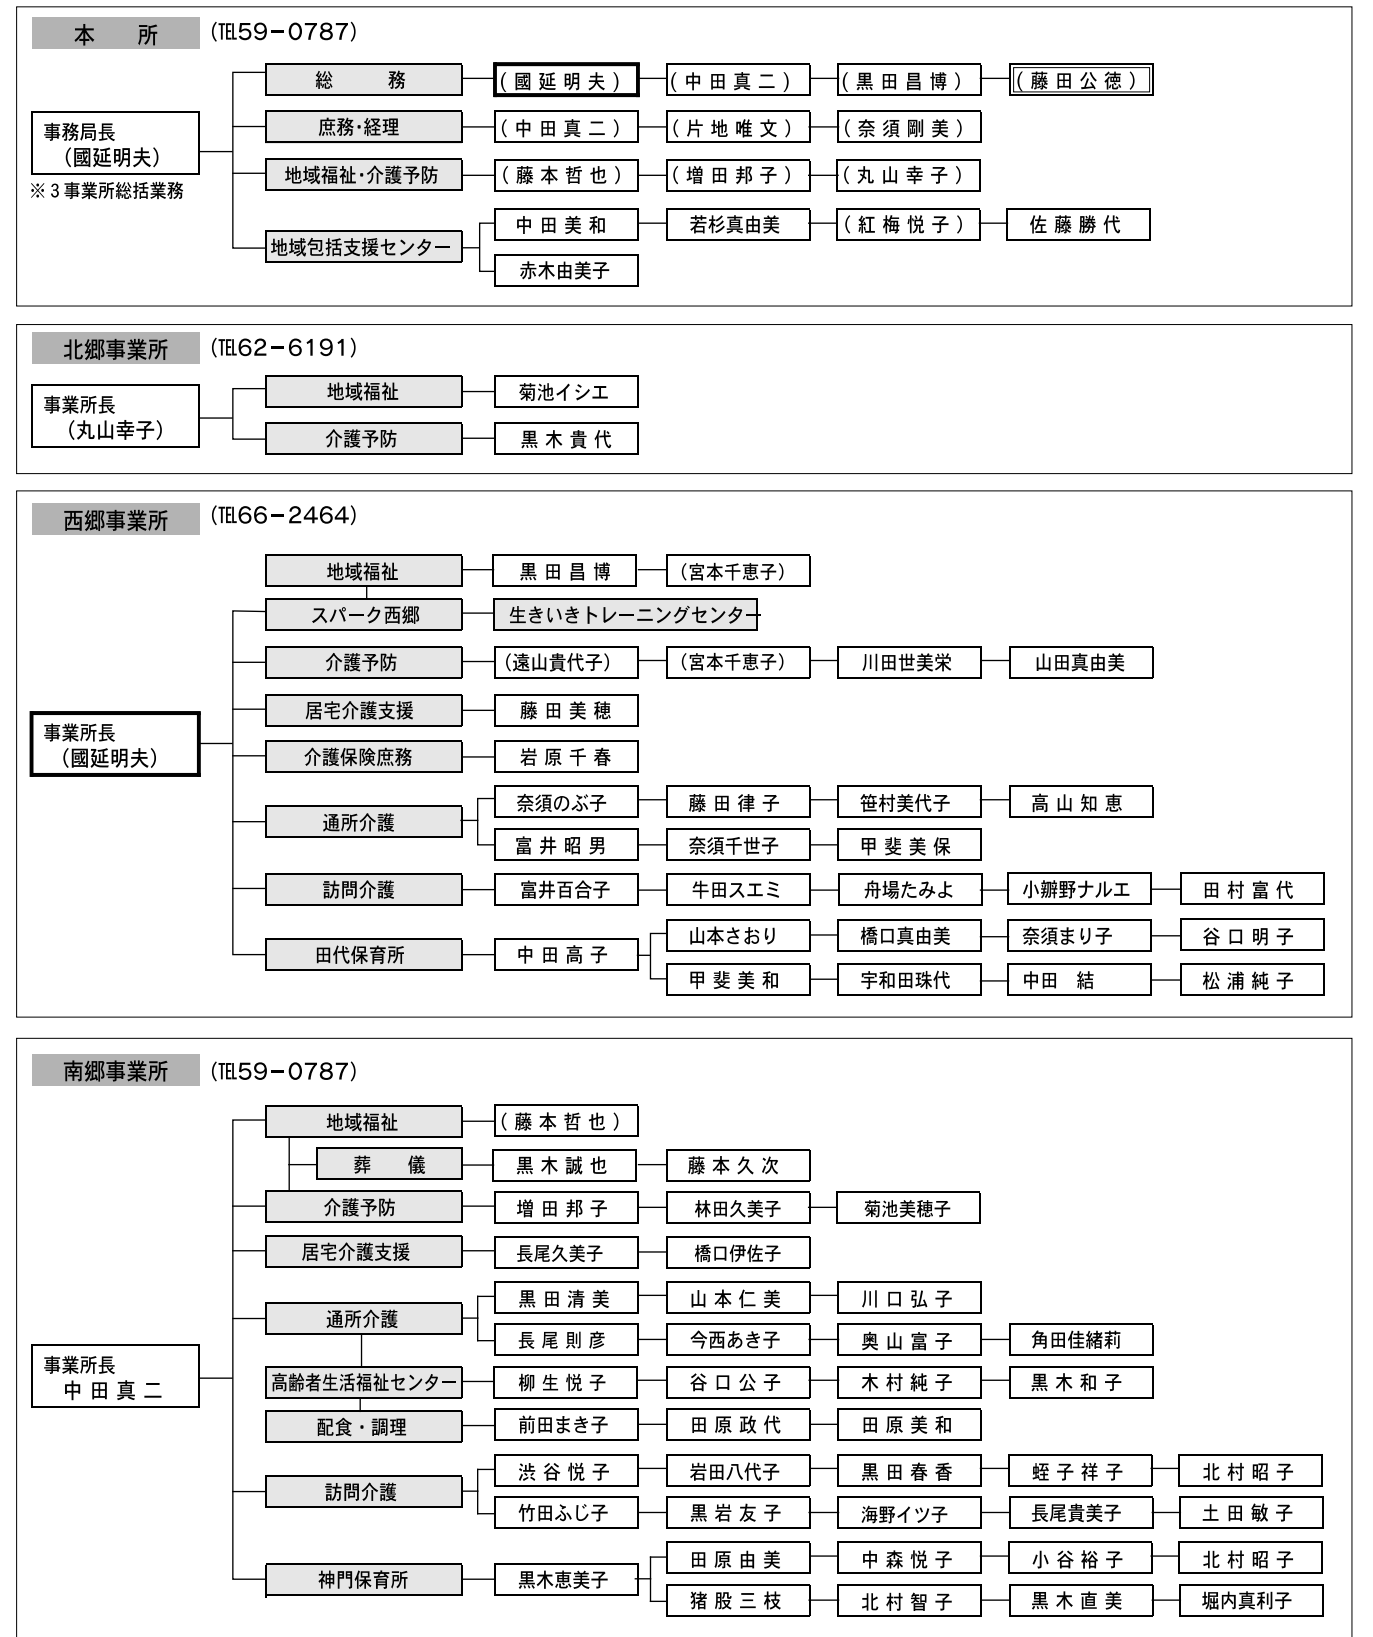 本　所 (℡59−0787)
総　務 (國延明夫) (中田真二) (黒田昌博) (藤田公徳)
事務局長
(國延明夫)
※３事業所総括業務
庶務・経理 (中田真二) (片地唯文) (奈須剛美)
地域福祉・介護予防 (藤本哲也) (増田邦子) (丸山幸子)
地域包括支援センター 中田美和 若杉真由美 (紅梅悦子) 佐藤勝代
赤木由美子
北郷事業所 (℡62−6191)
事業所長
(丸山幸子)
地域福祉 菊池イシエ
介護予防 黒木貴代
西郷事業所 (℡66−2464)
地域福祉 黒田昌博 (宮本千恵子)
スパーク西郷 生きいきトレーニングセンター
介護予防 (遠山貴代子) (宮本千恵子) 川田世美栄 山田真由美
居宅介護支援 藤田美穂
事業所長
(國延明夫)
介護保険庶務 岩原千春
通所介護 奈須のぶ子 藤田律子 笹村美代子 高山知恵
富井昭男 奈須千世子 甲斐美保
訪問介護 富井百合子 牛田スエミ 舟場たみよ 小辧野ナルエ 田村富代
田代保育所 中田高子 山本さおり 橋口真由美 奈須まり子 谷口明子
甲斐美和 宇和田珠代 中田　結 松浦純子
南郷事業所 (℡59−0787)
地域福祉 (藤本哲也)
葬　儀 黒木誠也 藤本久次
介護予防 増田邦子 林田久美子 菊池美穂子
居宅介護支援 長尾久美子 橋口伊佐子
通所介護 黒田清美 山本仁美 川口弘子
長尾則彦 今西あき子 奥山富子 角田佳緒莉
事業所長
中田真二
高齢者生活福祉センター 柳生悦子 谷口公子 木村純子 黒木和子
配食・調理 前田まき子 田原政代 田原美和
訪問介護 渋谷悦子 岩田八代子 黒田春香 蛭子祥子 北村昭子
竹田ふじ子 黒岩友子 海野イツ子 長尾貴美子 土田敏子
神門保育所 黒木恵美子 田原由美 中森悦子 小谷裕子 北村昭子
猪股三枝 北村智子 黒木直美 堀内真利子